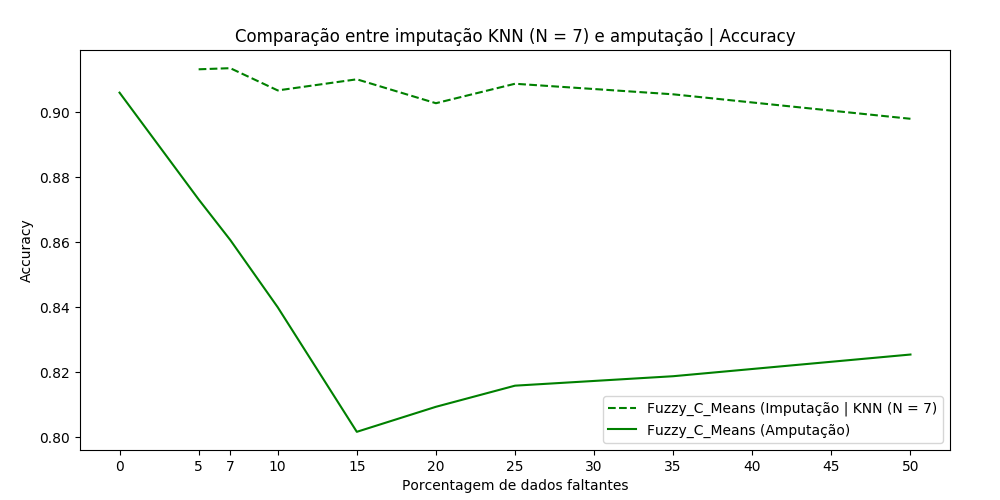 Comparação entre imputação KNN (N = 7) e amputação | Accuracy
Accuracy
0.90
0.88
0.86
0.84
0.82
0.80
Fuzzy_C_Means (Imputação | KNN (N = 7)
Fuzzy_C_Means (Amputação)
0 5 7 10 15 20 25 30 35 40 45 50
Porcentagem de dados faltantes